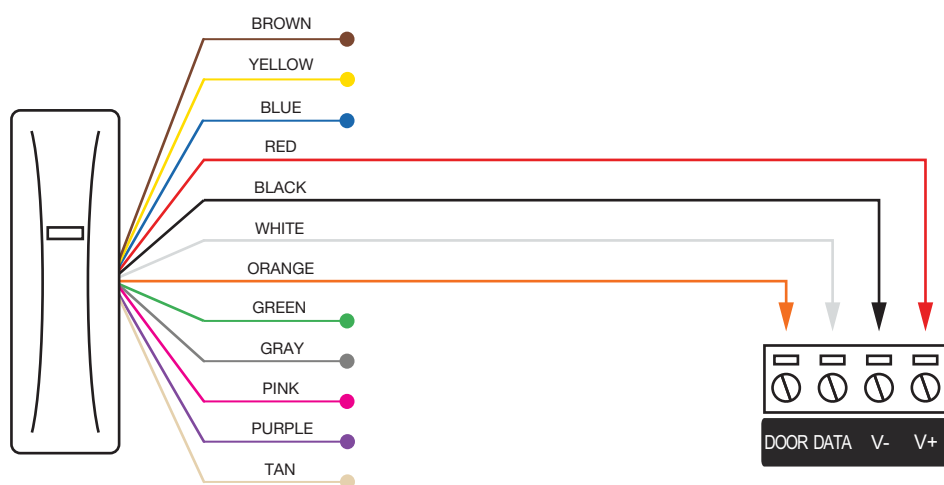 BROWN
YELLOW
BLUE
RED
BLACK
WHITE
ORANGE
GREEN
GRAY
PINK
PURPLE
TAN
DOOR DATA V- V+